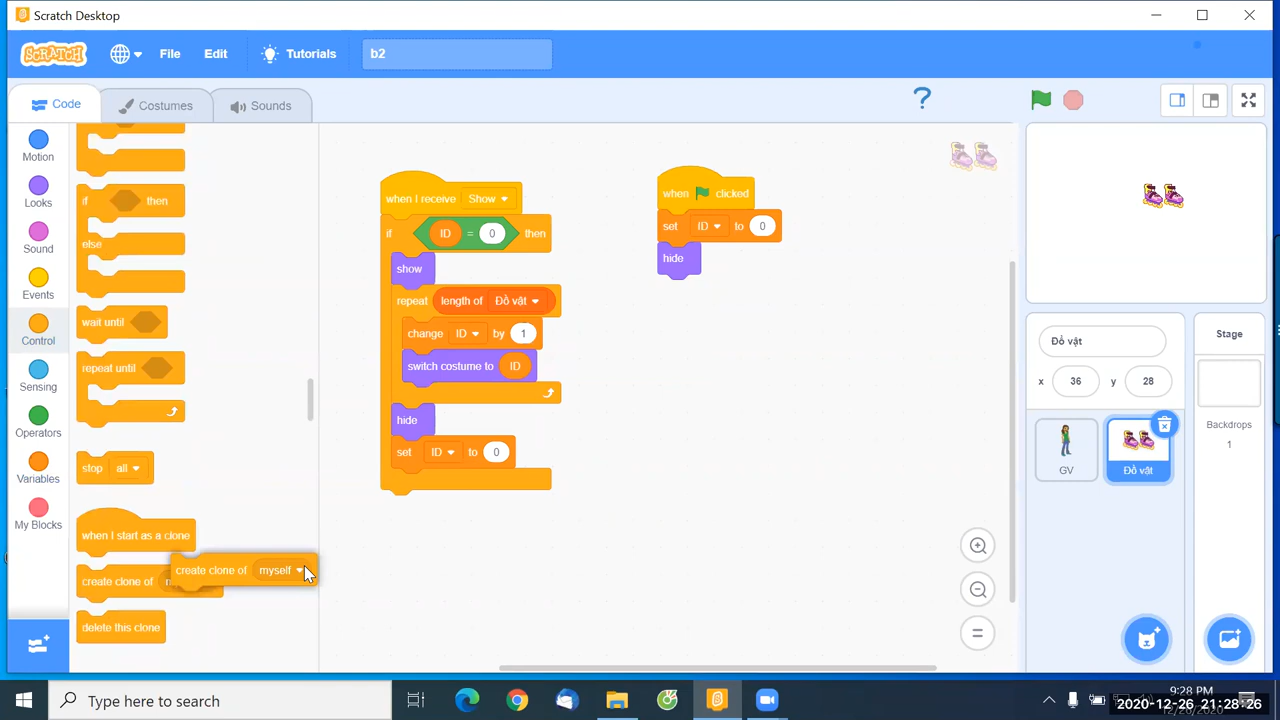 Scratch Desktop
SCRATCH File Edit Tutorials b2
Code Costumes Sounds
Motion
Looks
Sound
Events
Control
Sensing
Operators
Variables
My Blocks
if then
else
wait until
repeat until
stop all
when I start as a clone
create clone of
create clone of myself
delete this clone
when I receive Show
if ID = 0 then
show
repeat length of Đồ vật
change ID by 1
switch costume to ID
hide
set ID to 0
when clicked
set ID to 0
hide
?
Đồ vật
x 36 y 28
GV
Đồ vật
Stage
Backdrops
1
Type here to search
9:28 PM
2020-12-26 21:28:26